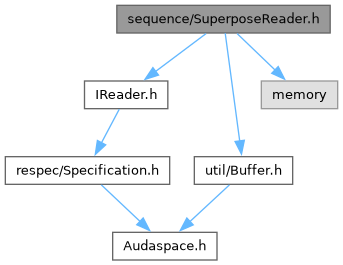 sequence/SuperposeReader.h
IReader.h
memory
respec/Specification.h
util/Buffer.h
Audaspace.h